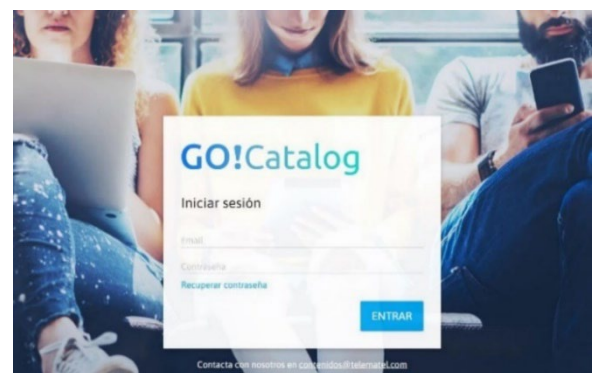 GO!Catalog
Iniciar sesión
Email
Contraseña
Recuperar contraseña
ENTRAR
Contacta con nosotros en contenidos@telematel.com